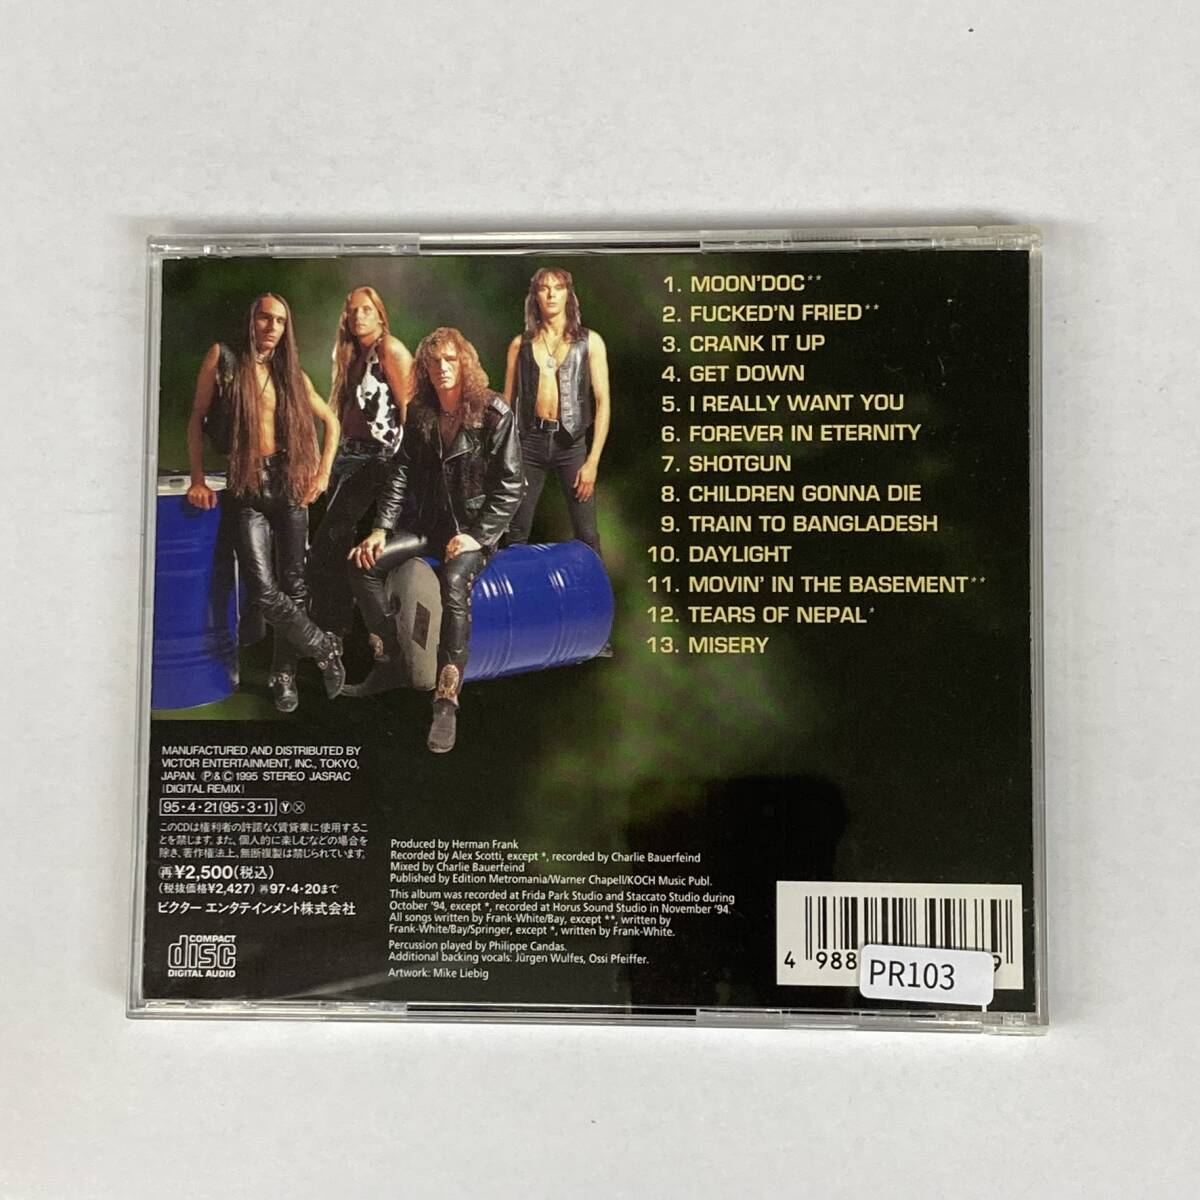 1. MOON'DOC**
2. FUCKED'N FRIED**
3. CRANK IT UP
4. GET DOWN
5. I REALLY WANT YOU
6. FOREVER IN ETERNITY
7. SHOTGUN
8. CHILDREN GONNA DIE
9. TRAIN TO BANGLADESH
10. DAYLIGHT
11. MOVIN' IN THE BASEMENT**
12. TEARS OF NEPAL*
13. MISERY
MANUFACTURED AND DISTRIBUTED BY
VICTOR ENTERTAINMENT, INC., TOKYO,
JAPAN. Ⓟ&Ⓒ 1995 STEREO JASRAC
(DIGITAL REMIX)
95・4・21(95・3・1) Ⓨ Ⓧ
このCDは権利者の許諾なく賃貸業に使用するこ
とを禁じます。また、個人的に楽しむなどの場合を
除き、著作権法上、無断複製は禁じられています。
再¥2,500(税込)
(税抜価格¥2,427) 再97・4・20まで
ビクター エンタテインメント株式会社
COMPACT
disc
DIGITAL AUDIO
Produced by Herman Frank
Recorded by Alex Scotti, except *, recorded by Charlie Bauerfeind
Mixed by Charlie Bauerfeind
Published by Edition Metromania/Warner Chapell/KOCH Music Publ.
This album was recorded at Frida Park Studio and Staccato Studio during
October '94, except *, recorded at Horus Sound Studio in November '94.
All songs written by Frank-White/Bay, except **, written by
Frank-White/Bay/Springer, except *, written by Frank-White.
Percussion played by Philippe Candas.
Additional backing vocals: Jürgen Wulfes, Ossi Pfeiffer.
Artwork: Mike Liebig
4 988 9
PR103